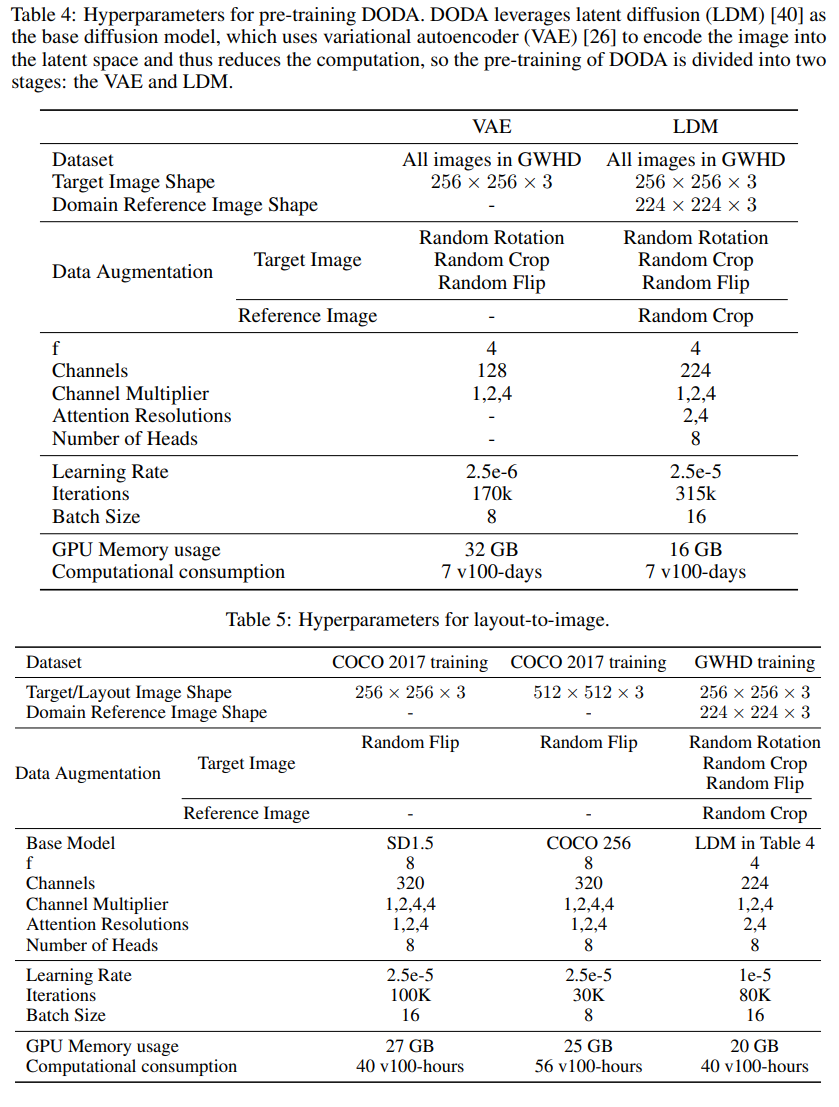 Table 4: Hyperparameters for pre-training DODA. DODA leverages latent diffusion (LDM) [40] as
the base diffusion model, which uses variational autoencoder (VAE) [26] to encode the image into
the latent space and thus reduces the computation, so the pre-training of DODA is divided into two
stages: the VAE and LDM.
VAE LDM
Dataset All images in GWHD All images in GWHD
Target Image Shape 256 × 256 × 3 256 × 256 × 3
Domain Reference Image Shape - 224 × 224 × 3
Data Augmentation Target Image Random Rotation Random Rotation
Random Crop Random Crop
Random Flip Random Flip
Reference Image - Random Crop
f 4 4
Channels 128 224
Channel Multiplier 1,2,4 1,2,4
Attention Resolutions - 2,4
Number of Heads - 8
Learning Rate 2.5e-6 2.5e-5
Iterations 170k 315k
Batch Size 8 16
GPU Memory usage 32 GB 16 GB
Computational consumption 7 v100-days 7 v100-days
Table 5: Hyperparameters for layout-to-image.
Dataset COCO 2017 training COCO 2017 training GWHD training
Target/Layout Image Shape 256 × 256 × 3 512 × 512 × 3 256 × 256 × 3
Domain Reference Image Shape - - 224 × 224 × 3
Data Augmentation Target Image Random Flip Random Flip Random Rotation
Random Crop
Random Flip
Reference Image - - Random Crop
Base Model SD1.5 COCO 256 LDM in Table 4
f 8 8 4
Channels 320 320 224
Channel Multiplier 1,2,4,4 1,2,4,4 1,2,4
Attention Resolutions 1,2,4 1,2,4 2,4
Number of Heads 8 8 8
Learning Rate 2.5e-5 2.5e-5 1e-5
Iterations 100K 30K 80K
Batch Size 16 8 16
GPU Memory usage 27 GB 25 GB 20 GB
Computational consumption 40 v100-hours 56 v100-hours 40 v100-hours